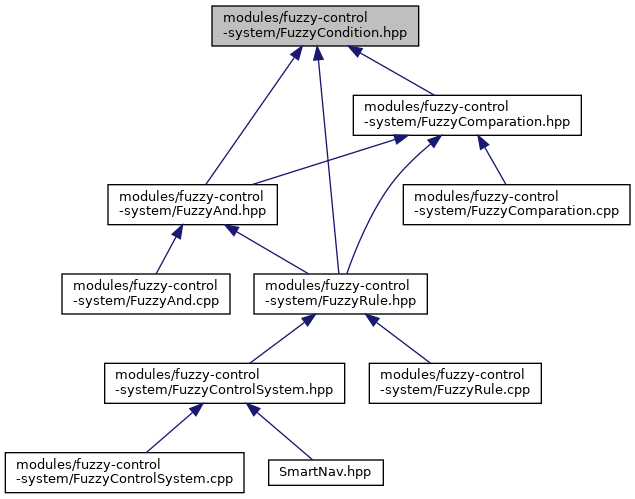 modules/fuzzy-control
-system/FuzzyCondition.hpp
modules/fuzzy-control
-system/FuzzyComparation.hpp
modules/fuzzy-control
-system/FuzzyAnd.hpp
modules/fuzzy-control
-system/FuzzyComparation.cpp
modules/fuzzy-control
-system/FuzzyAnd.cpp
modules/fuzzy-control
-system/FuzzyRule.hpp
modules/fuzzy-control
-system/FuzzyControlSystem.hpp
modules/fuzzy-control
-system/FuzzyRule.cpp
modules/fuzzy-control
-system/FuzzyControlSystem.cpp
SmartNav.hpp